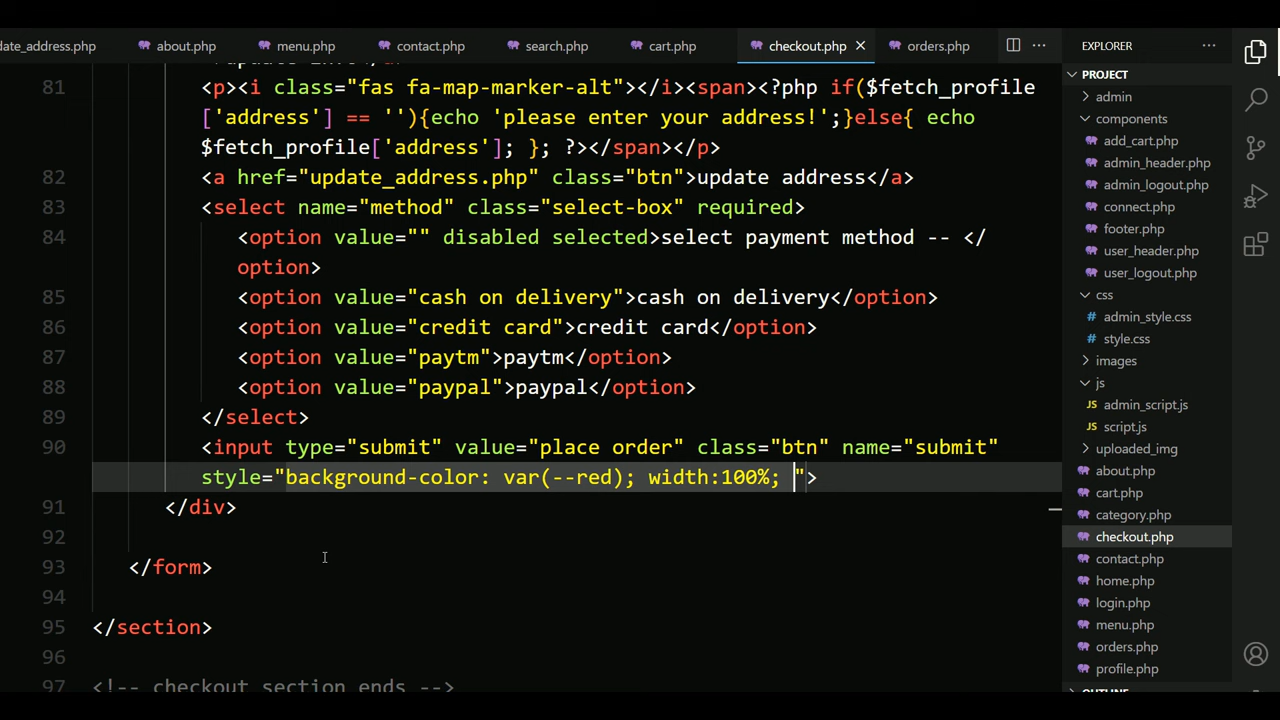 date_address.php about.php menu.php contact.php search.php cart.php checkout.php orders.php
81 <p><i class="fas fa-map-marker-alt"></i><span><?php if($fetch_profile
['address'] == ''){echo 'please enter your address!';}else{ echo
$fetch_profile['address']; }; ?></span></p>
82 <a href="update_address.php" class="btn">update address</a>
83 <select name="method" class="select-box" required>
84 <option value="" disabled selected>select payment method -- </
option>
85 <option value="cash on delivery">cash on delivery</option>
86 <option value="credit card">credit card</option>
87 <option value="paytm">paytm</option>
88 <option value="paypal">paypal</option>
89 </select>
90 <input type="submit" value="place order" class="btn" name="submit"
style="background-color: var(--red); width:100%; ">
91 </div>
92
93 </form>
94
95 </section>
96
97 <!-- checkout section ends -->
EXPLORER
PROJECT
admin
components
add_cart.php
admin_header.php
admin_logout.php
connect.php
footer.php
user_header.php
user_logout.php
css
admin_style.css
style.css
images
js
admin_script.js
script.js
uploaded_img
about.php
cart.php
category.php
checkout.php
contact.php
home.php
login.php
menu.php
orders.php
profile.php
OUTLINE